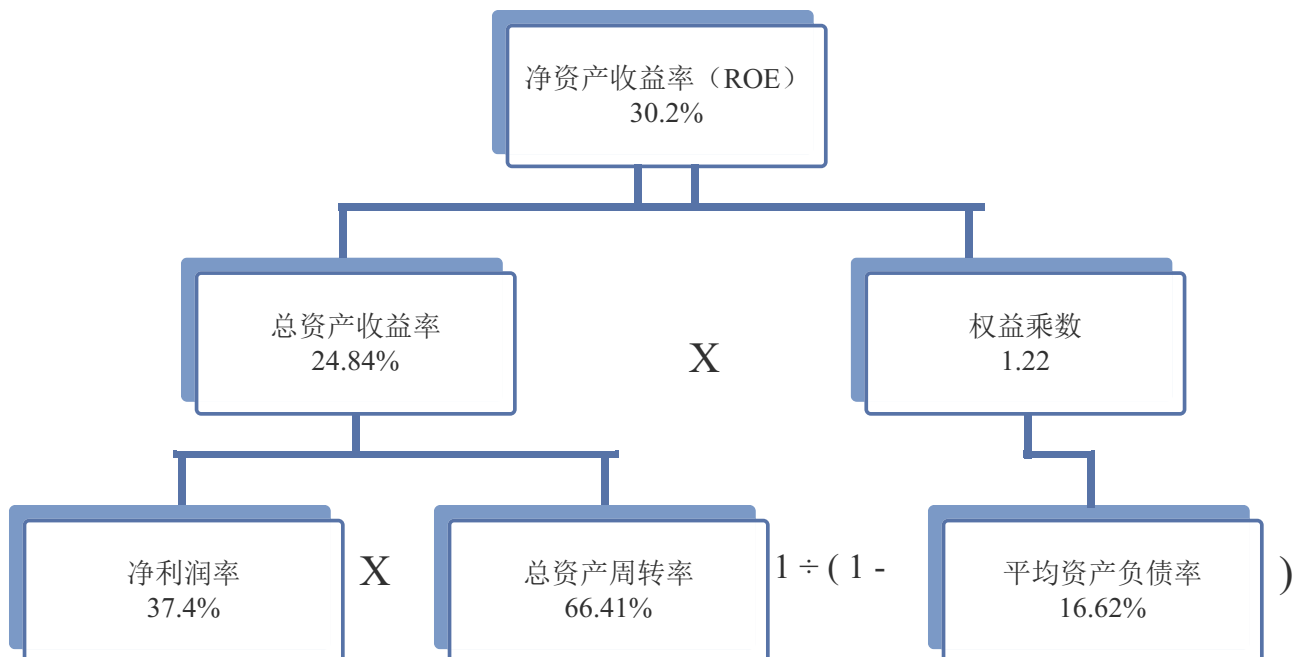 净资产收益率（ROE）
30.2%
总资产收益率
24.84%
X
权益乘数
1.22
净利润率
37.4%
X
总资产周转率
66.41%
1 ÷ ( 1 -
平均资产负债率
16.62%
)